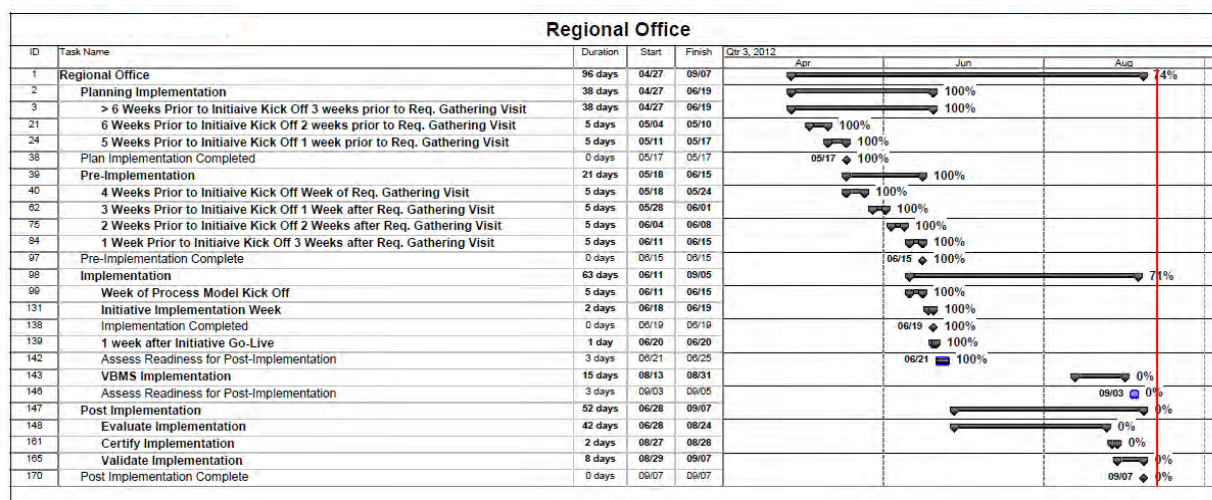 Regional Office
ID Task Name Duration Start Finish Qtr 3, 2012
Apr Jun Aug
1 Regional Office 96 days 04/27 09/07 74%
2 Planning Implementation 38 days 04/27 06/19 100%
3 > 6 Weeks Prior to Initiaive Kick Off 3 weeks prior to Req. Gathering Visit 38 days 04/27 06/19 100%
21 6 Weeks Prior to Initiaive Kick Off 2 weeks prior to Req. Gathering Visit 5 days 05/04 05/10 100%
24 5 Weeks Prior to Initiaive Kick Off 1 week prior to Req. Gathering Visit 5 days 05/11 05/17 100%
38 Plan Implementation Completed 0 days 05/17 05/17 05/17 100%
39 Pre-Implementation 21 days 05/18 06/15 100%
40 4 Weeks Prior to Initiaive Kick Off Week of Req. Gathering Visit 5 days 05/18 05/24 100%
62 3 Weeks Prior to Initiaive Kick Off 1 Week after Req. Gathering Visit 5 days 05/28 06/01 100%
75 2 Weeks Prior to Initiaive Kick Off 2 Weeks after Req. Gathering Visit 5 days 06/04 06/08 100%
84 1 Week Prior to Initiaive Kick Off 3 Weeks after Req. Gathering Visit 5 days 06/11 06/15 100%
97 Pre-Implementation Complete 0 days 06/15 06/15 06/15 100%
98 Implementation 63 days 06/11 09/05 71%
99 Week of Process Model Kick Off 5 days 06/11 06/15 100%
131 Initiative Implementation Week 2 days 06/18 06/19 100%
138 Implementation Completed 0 days 06/19 06/19 06/19 100%
139 1 week after Initiative Go-Live 1 day 06/20 06/20 100%
142 Assess Readiness for Post-Implementation 3 days 06/21 06/25 06/21 100%
143 VBMS Implementation 15 days 08/13 08/31 0%
146 Assess Readiness for Post-Implementation 3 days 09/03 09/05 09/03 0%
147 Post Implementation 52 days 06/28 09/07 0%
148 Evaluate Implementation 42 days 06/28 08/24 0%
161 Certify Implementation 2 days 08/27 08/28 0%
165 Validate Implementation 8 days 08/29 09/07 0%
170 Post Implementation Complete 0 days 09/07 09/07 09/07 0%